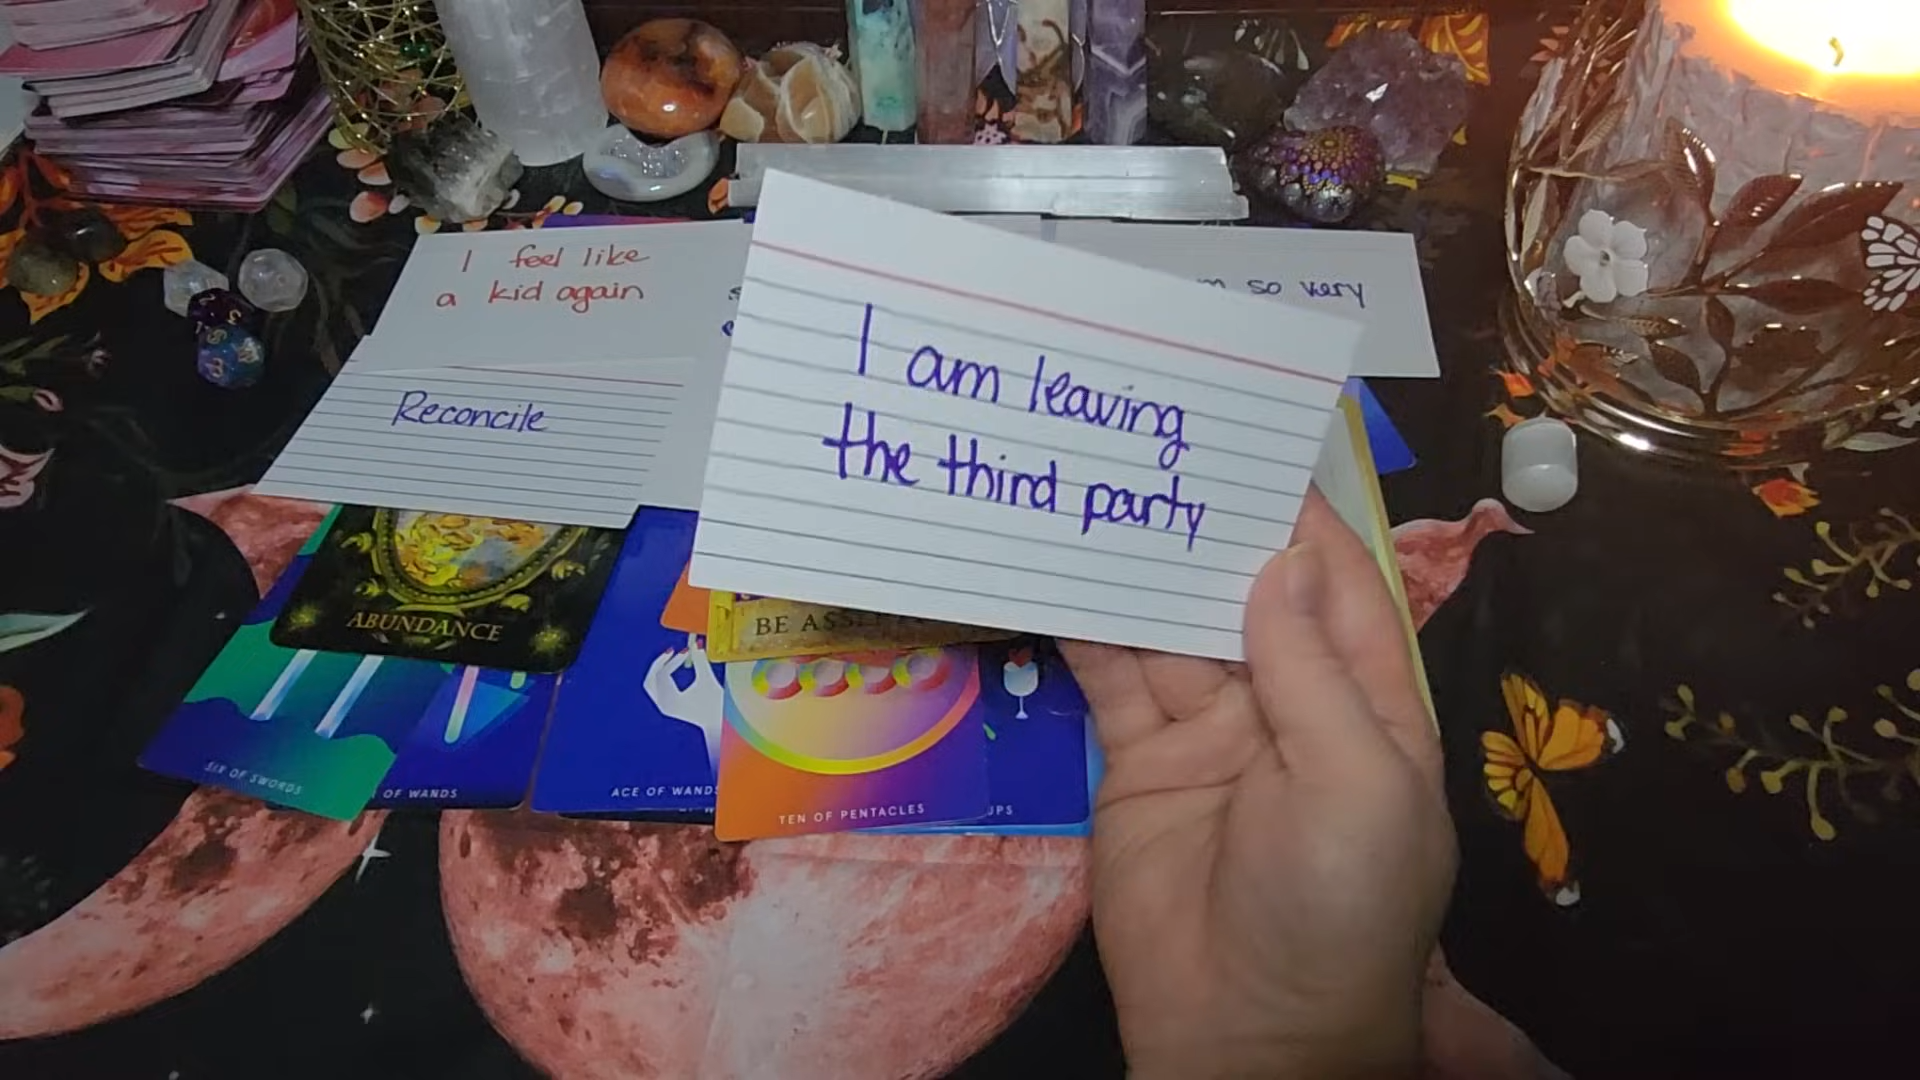 I feel like
a kid again
so very
I am leaving
the third party
Reconcile
ABUNDANCE
BE
SIX OF SWORDS
OF WANDS
ACE OF WANDS
TEN OF PENTACLES